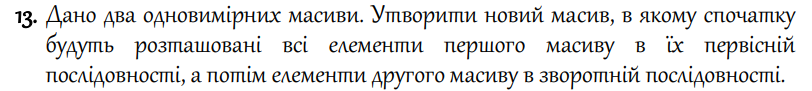 13. Дано два одновимірних масиви. Утворити новий масив, в якому спочатку
будуть розташовані всі елементи першого масиву в їх первісній
послідовності, а потім елементи другого масиву в зворотній послідовності.